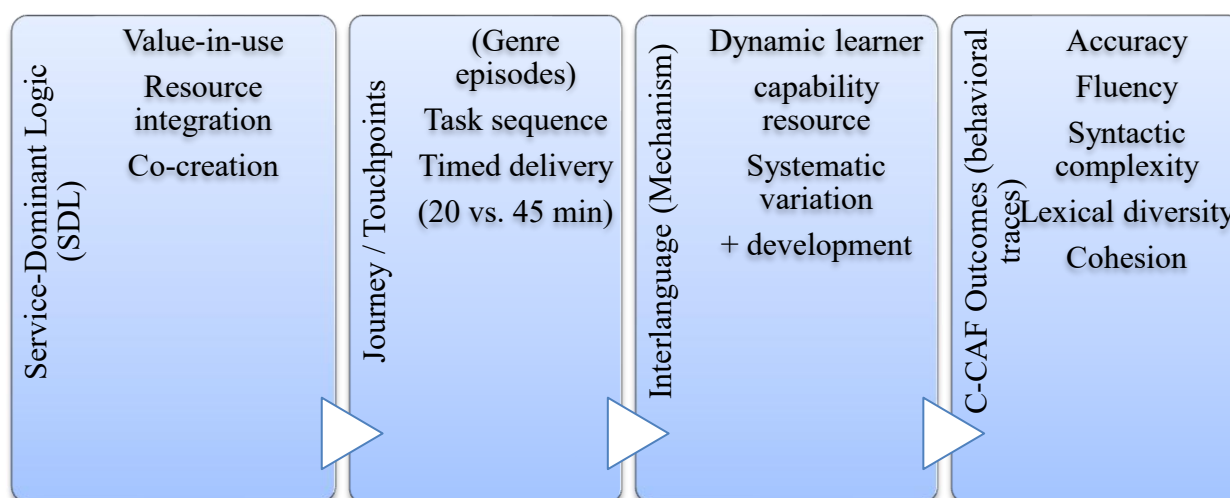 Service-Dominant Logic
(SDL)
Value-in-use
Resource
integration
Co-creation
Journey / Touchpoints
(Genre
episodes)
Task sequence
Timed delivery
(20 vs. 45 min)
Interlanguage (Mechanism)
Dynamic learner
capability
resource
Systematic
variation
+ development
C-CAF Outcomes (behavioral
traces)
Accuracy
Fluency
Syntactic
complexity
Lexical diversity
Cohesion